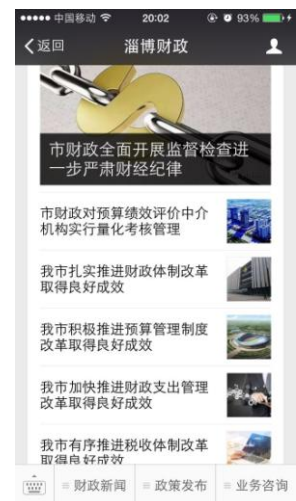 中国移动 20:02 93%
返回 淄博财政
市财政全面开展监督检查进
一步严肃财经纪律
市财政对预算绩效评价中介
机构实行量化考核管理
我市扎实推进财政体制改革
取得良好成效
我市积极推进预算管理制度
改革取得良好成效
我市加快推进财政支出管理
改革取得良好成效
我市有序推进税收体制改革
取得良好成效
财政新闻 政策发布 业务咨询